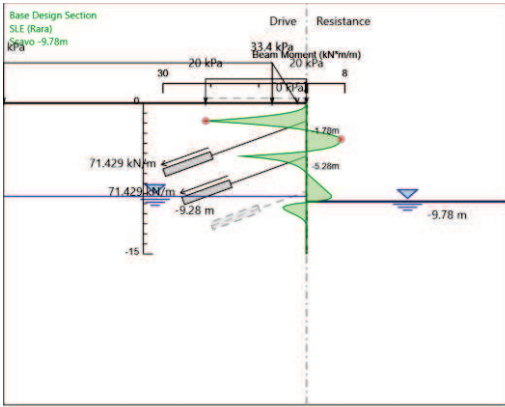 Base Design Section
SLE (Rara)
Scavo -9.78m
Drive
Resistance
kPa
33.4 kPa
Beam Moment (kN*m/m)
20 kPa
20 kPa
30
8
0 kPa
0
-1.78m
-5.28m
71.429 kN/m
71.429 kN/m
-9.28 m
-9.78 m
-15